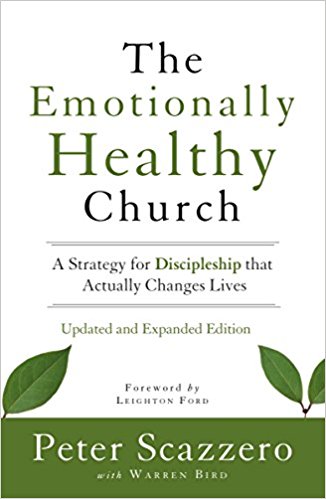 The
Emotionally
Healthy
Church
A Strategy for Discipleship that
Actually Changes Lives
Updated and Expanded Edition
Foreword by
Leighton Ford
Peter Scazzero
with Warren Bird